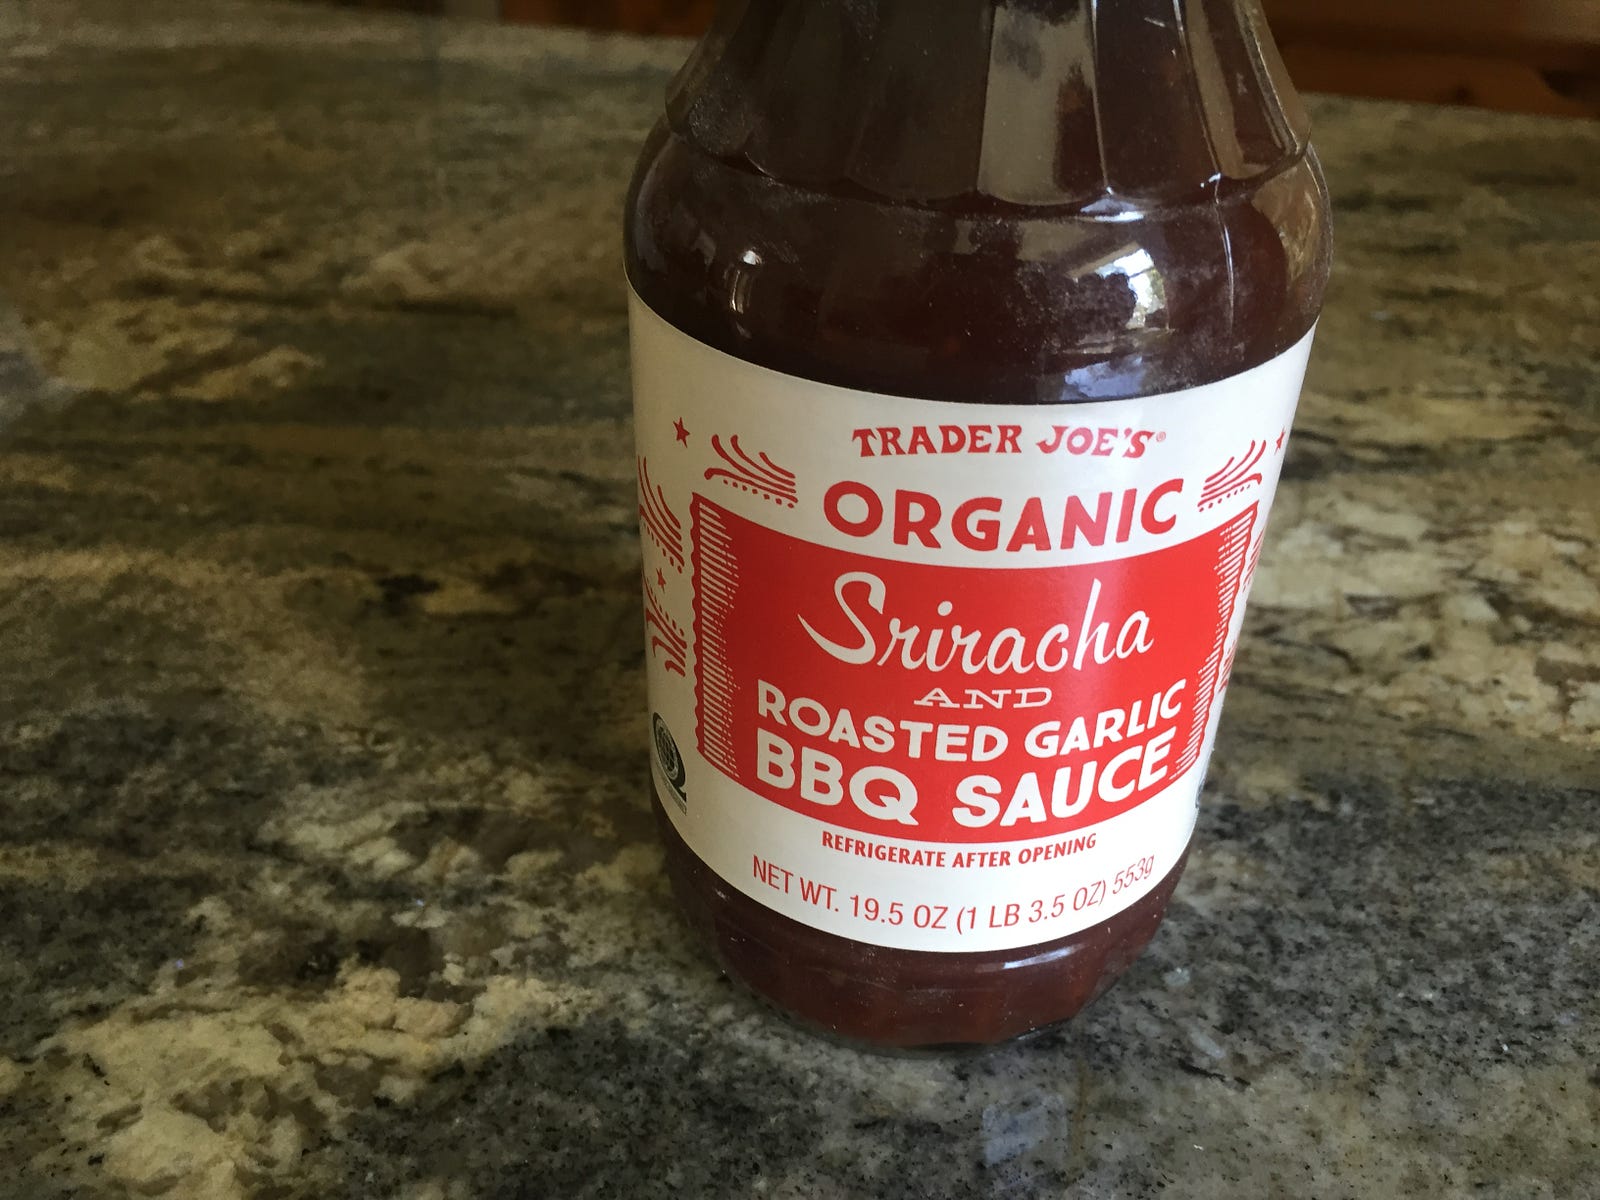 TRADER JOE'S®
ORGANIC
Sriracha
AND
ROASTED GARLIC
BBQ SAUCE
REFRIGERATE AFTER OPENING
NET WT. 19.5 OZ (1 LB 3.5 OZ) 553g